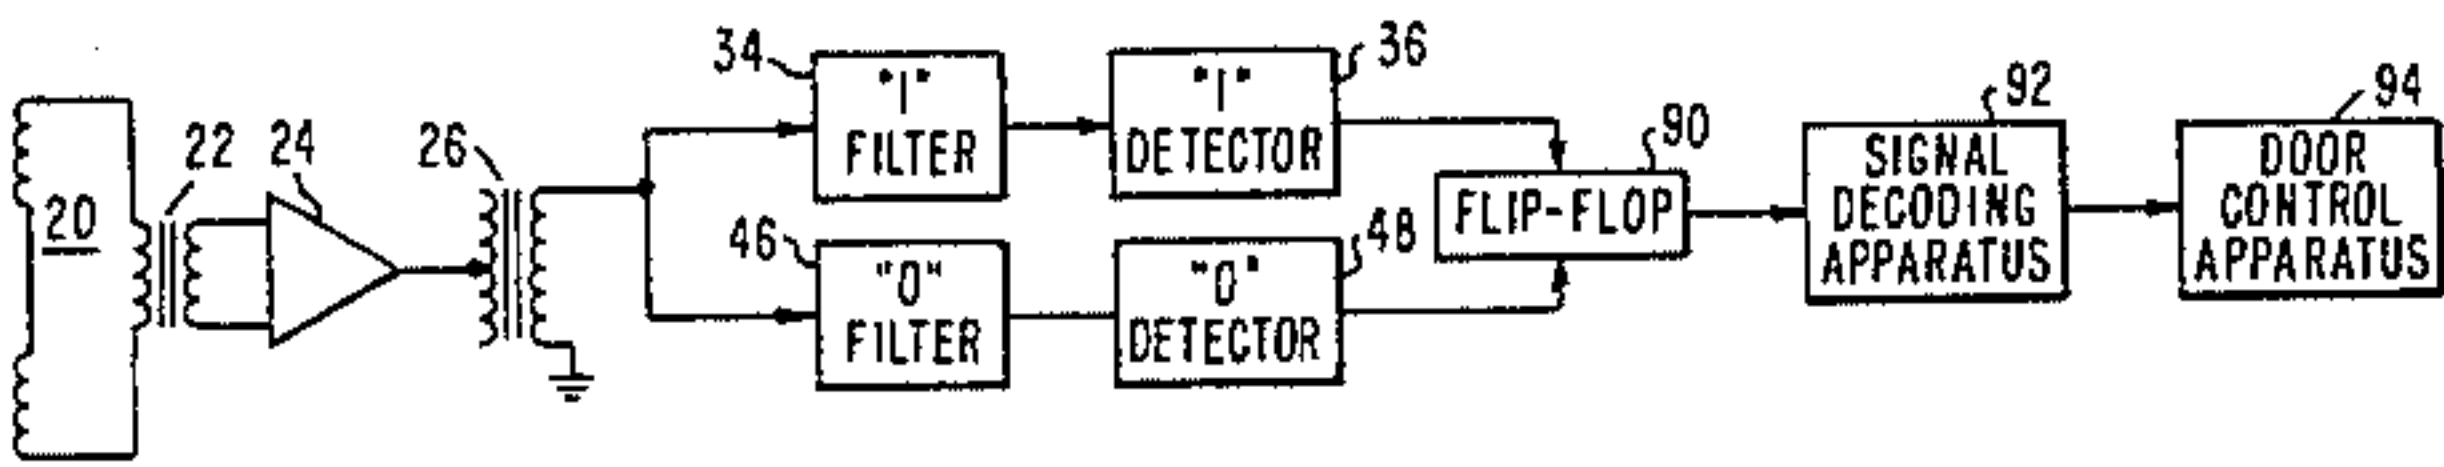 20
22
24
26
34
"1"
FILTER
"1"
DETECTOR
36
46
"0"
FILTER
"0"
DETECTOR
48
90
FLIP-FLOP
92
SIGNAL
DECODING
APPARATUS
94
DOOR
CONTROL
APPARATUS